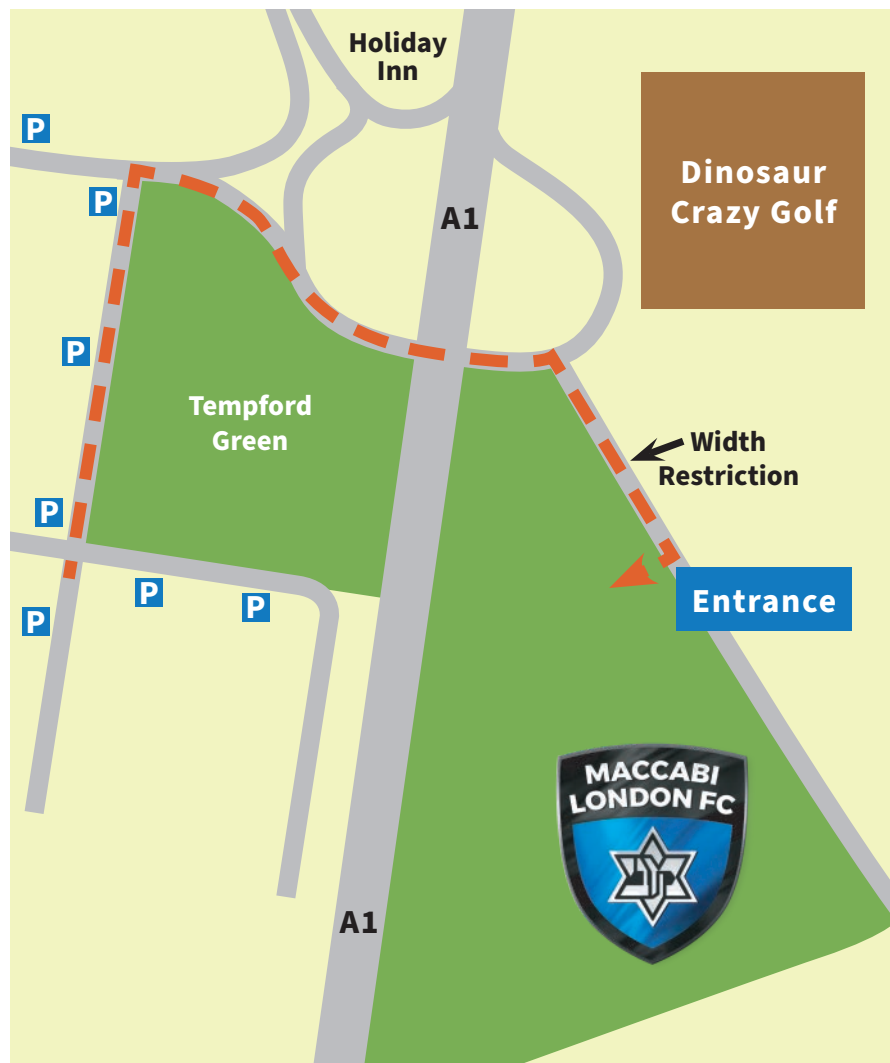 Holiday
Inn
P
Dinosaur
Crazy Golf
P
A1
P
Tempford
Green
Width
Restriction
P
P
P
P
Entrance
MACCABI
LONDON FC
A1